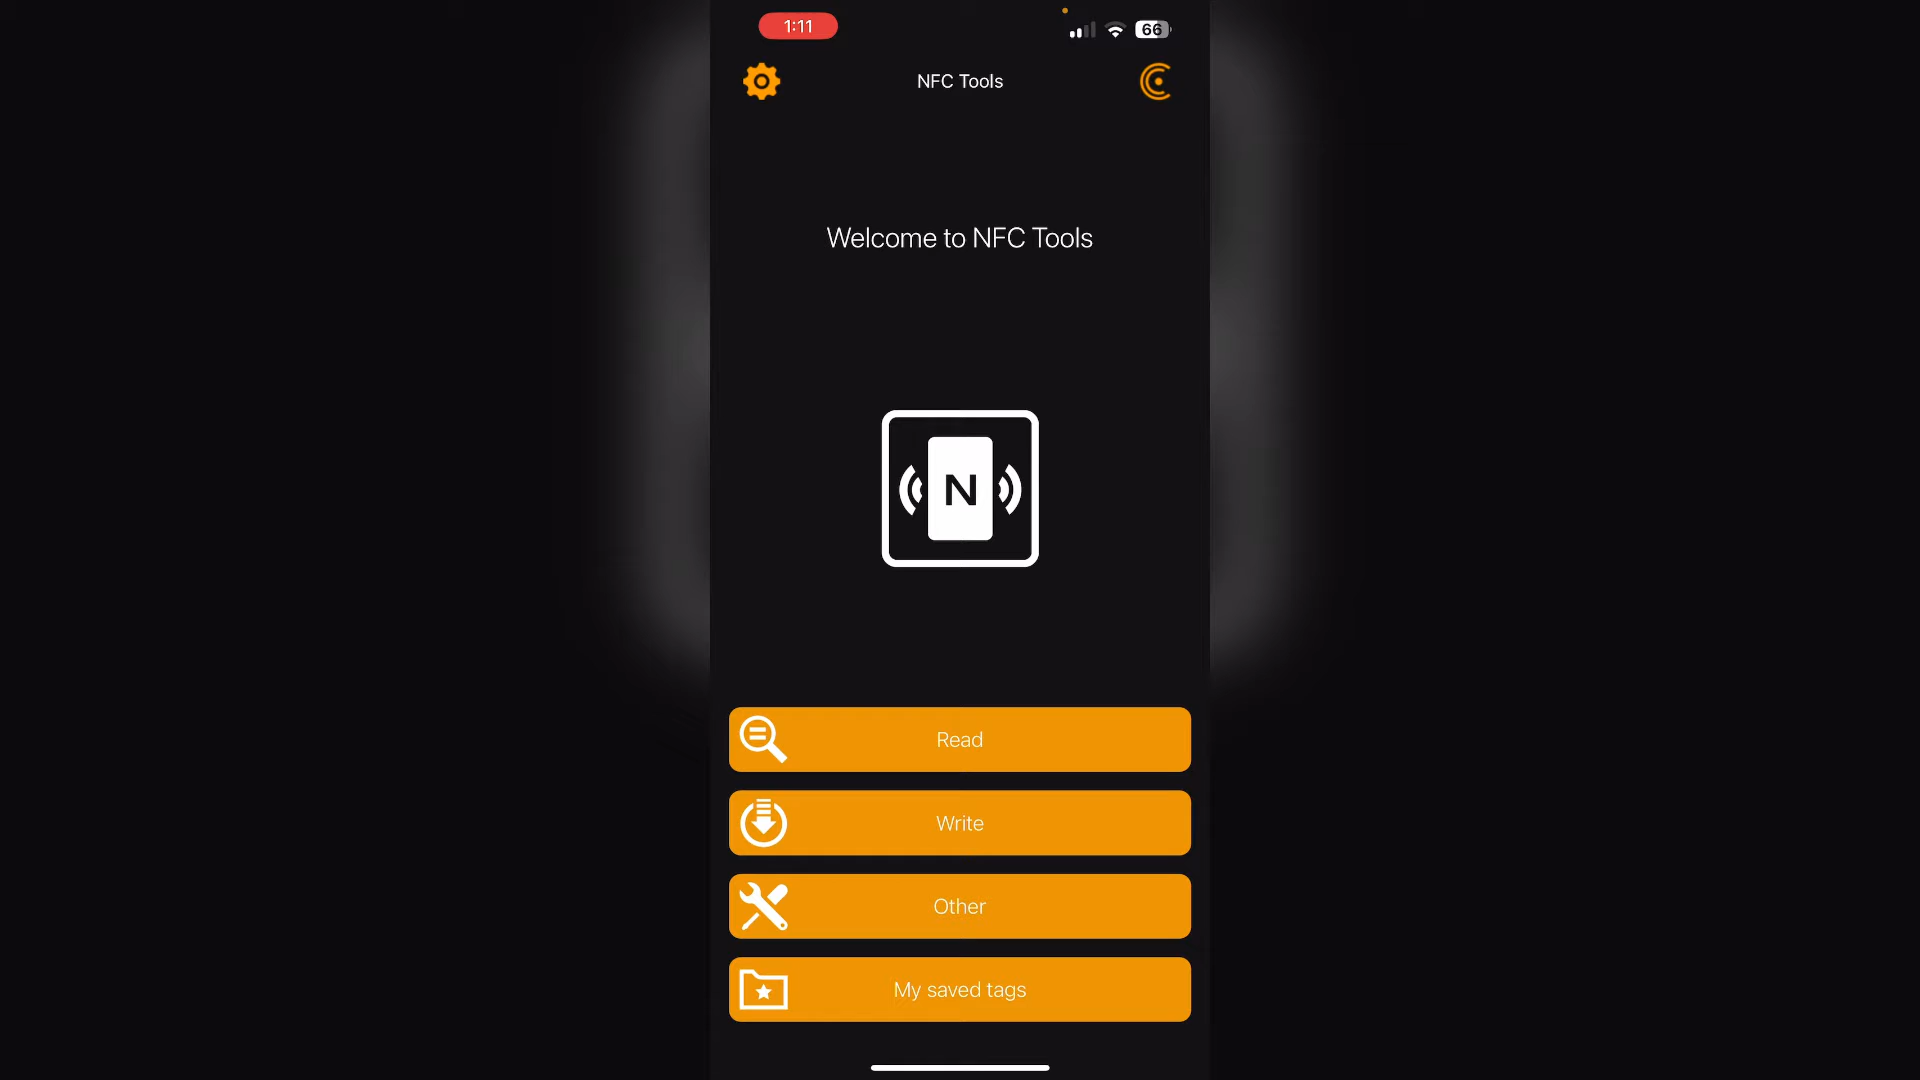 1:11
66
NFC Tools
Welcome to NFC Tools
N
Read
Write
Other
My saved tags